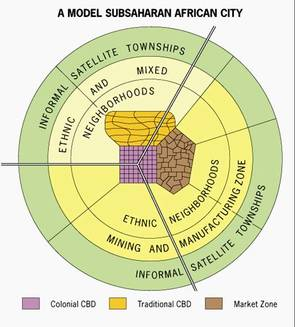 A MODEL SUBSAHARAN AFRICAN CITY
INFORMAL SATELLITE TOWNSHIPS
ETHNIC AND MIXED
NEIGHBORHOODS
ETHNIC NEIGHBORHOODS
MINING AND MANUFACTURING ZONE
INFORMAL SATELLITE TOWNSHIPS
Colonial CBD
Traditional CBD
Market Zone